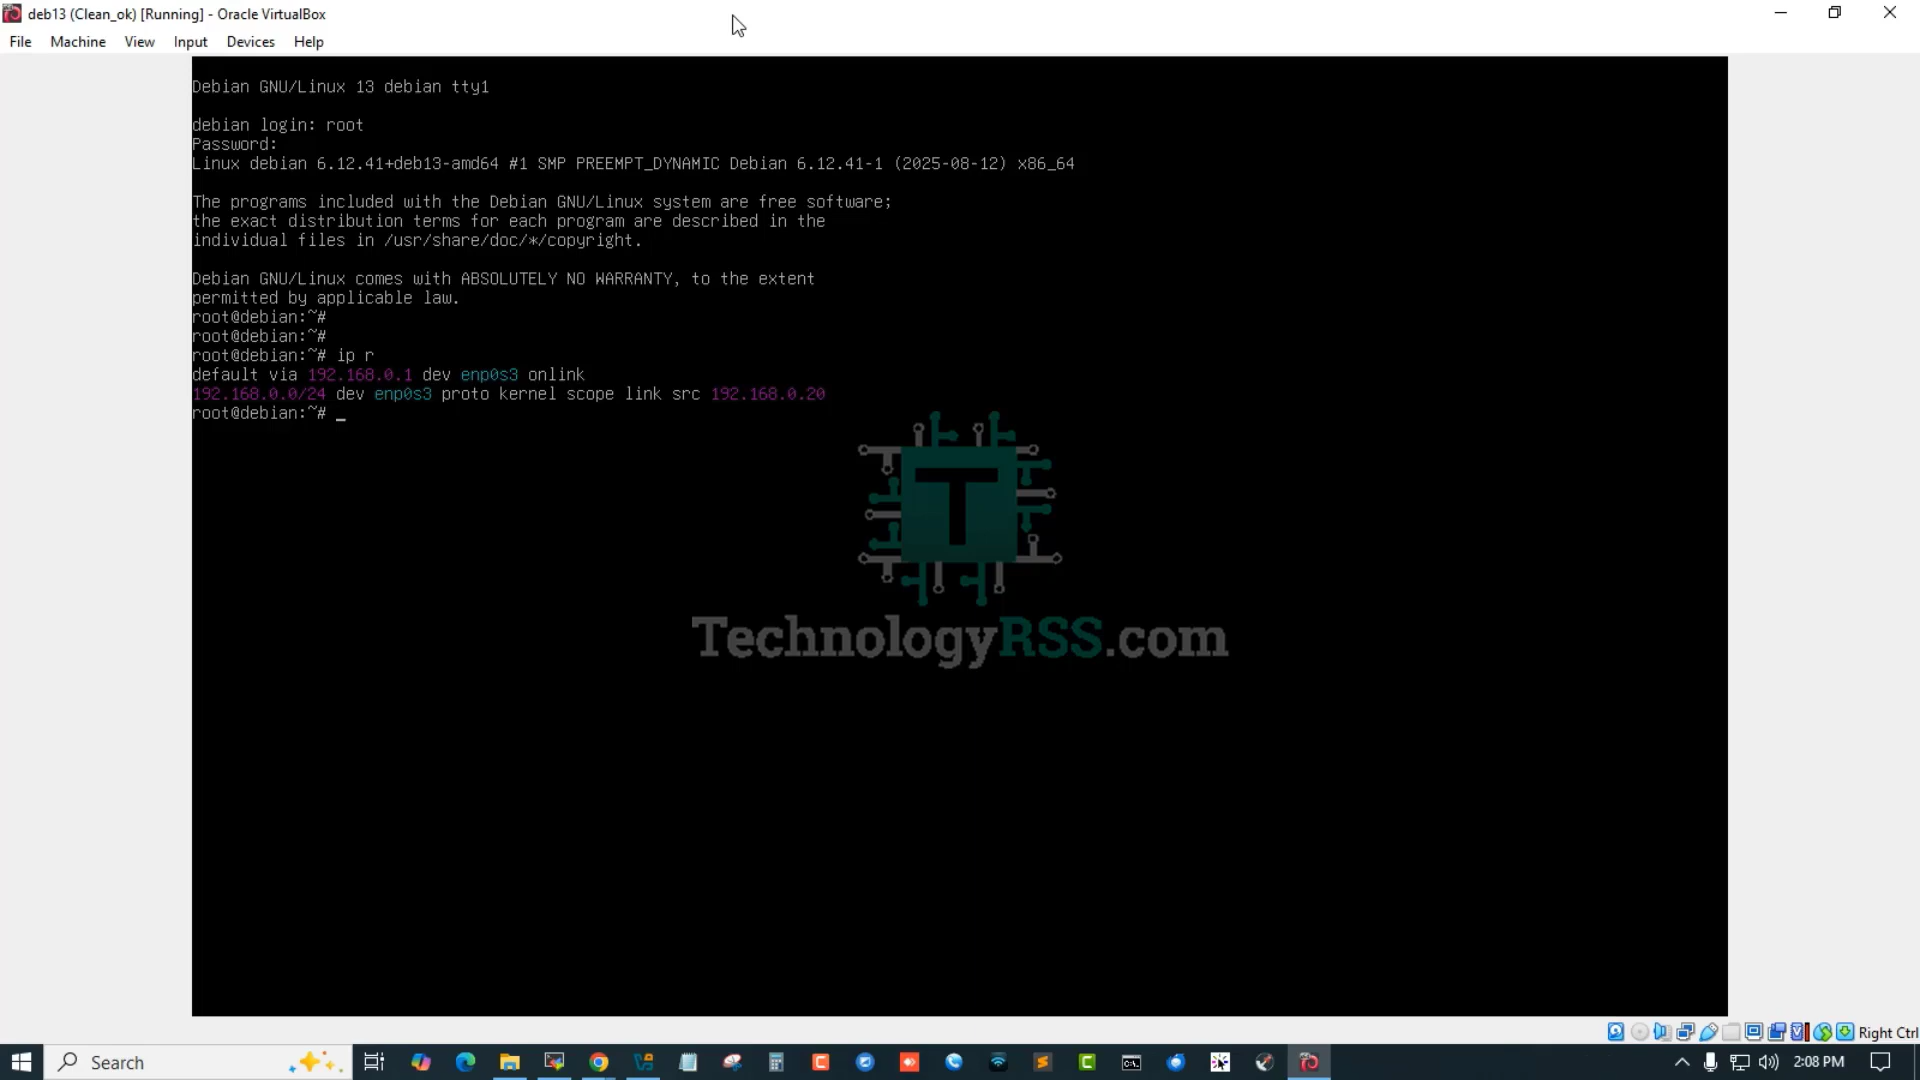 deb13 (Clean_ok) [Running] - Oracle VirtualBox
File Machine View Input Devices Help
Debian GNU/Linux 13 debian tty1
debian login: root
Password:
Linux debian 6.12.41+deb13-amd64 #1 SMP PREEMPT_DYNAMIC Debian 6.12.41-1 (2025-08-12) x86_64
The programs included with the Debian GNU/Linux system are free software;
the exact distribution terms for each program are described in the
individual files in /usr/share/doc/*/copyright.
Debian GNU/Linux comes with ABSOLUTELY NO WARRANTY, to the extent
permitted by applicable law.
root@debian:~#
root@debian:~#
root@debian:~# ip r
default via 192.168.0.1 dev enp0s3 onlink
192.168.0.0/24 dev enp0s3 proto kernel scope link src 192.168.0.20
root@debian:~# _
T
TechnologyRSS.com
Right Ctrl
Search
2:08 PM